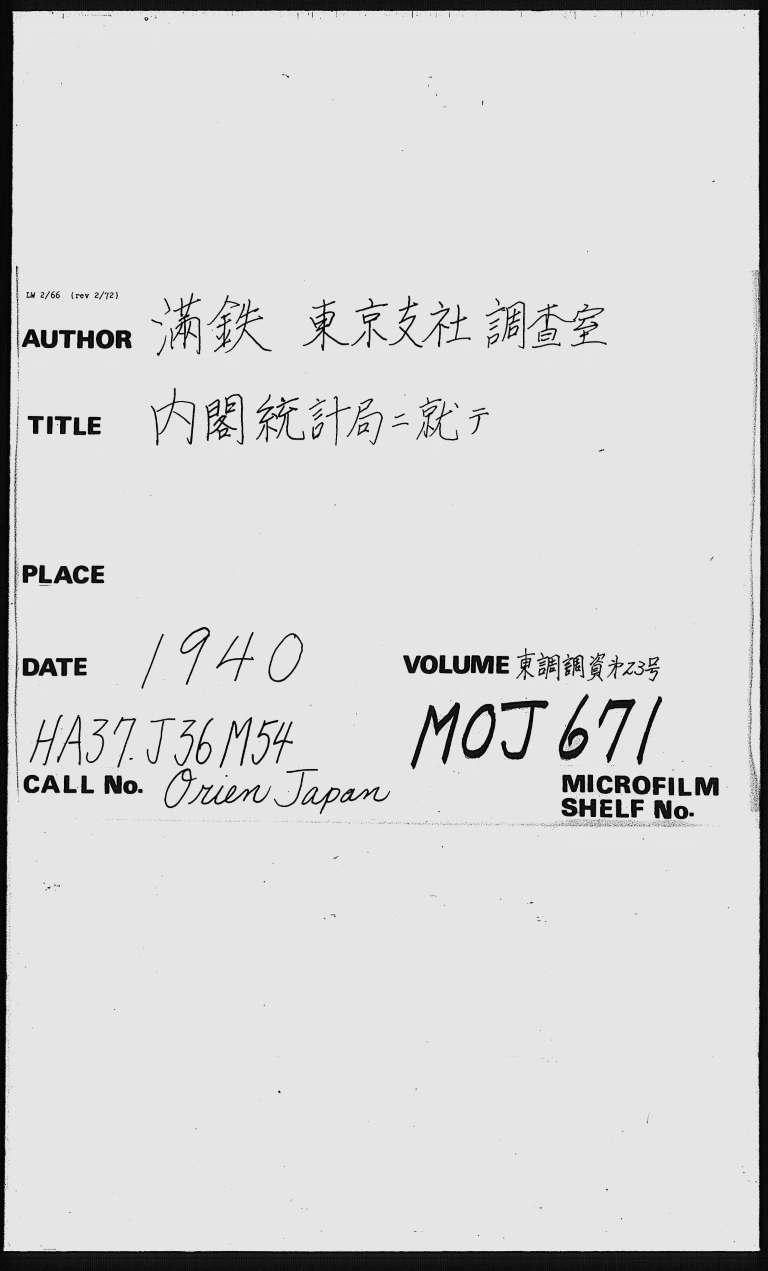 LW 2/66 (rev 2/72)
AUTHOR 満鉄 東京支社 調査室
TITLE 内閣統計局ニ就テ
PLACE
DATE 1940
VOLUME 東調調資㐧23号
HA37.J36M54
MOJ 671
CALL No. Orien Japan
MICROFILM
SHELF No.